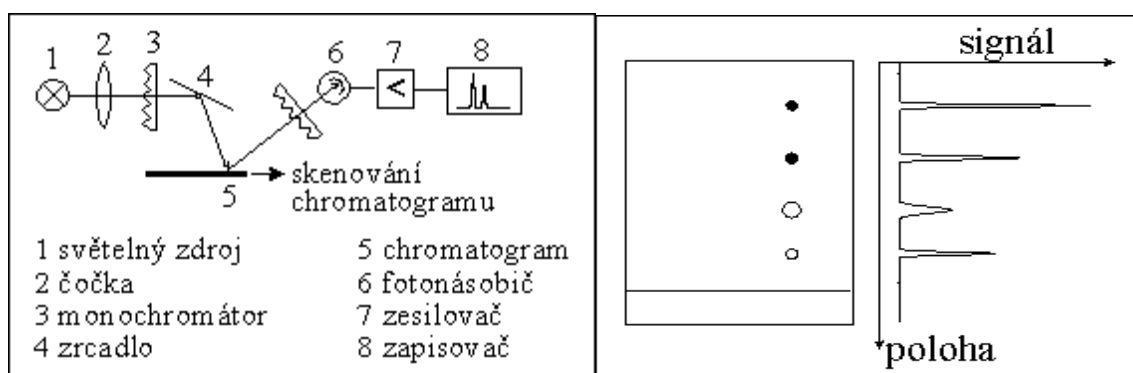 1
2
3
4
6
7
8
<
5
skenování
chromatogramu
1 světelný zdroj
2 čočka
3 monochromátor
4 zrcadlo
5 chromatogram
6 fotonásobič
7 zesilovač
8 zapisovač
signál
poloha